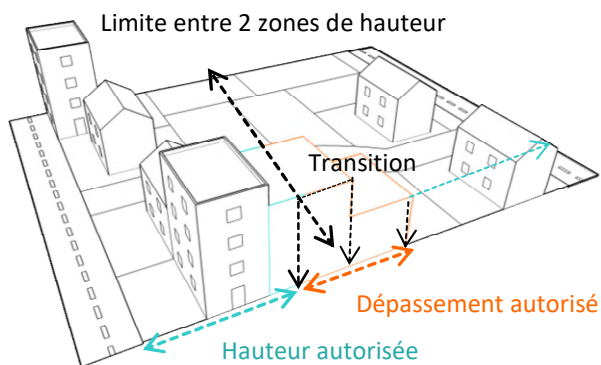 Limite entre 2 zones de hauteur
Transition
Dépassement autorisé
Hauteur autorisée